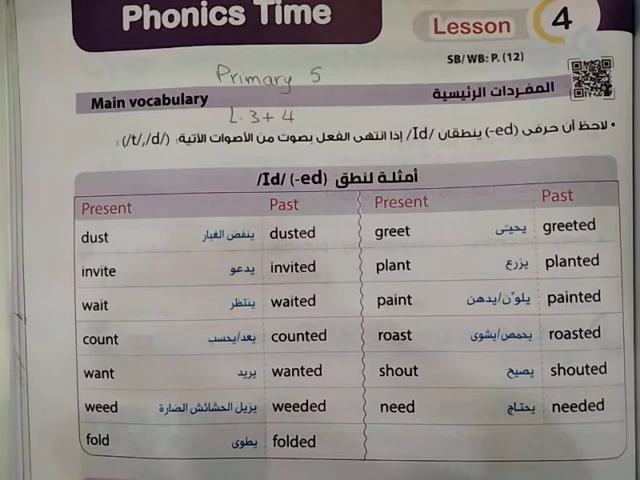 Phonics Time
Lesson 4
SB/ WB: P. (12)
Primary 5
Main vocabulary المفردات الرئيسية
L. 3 + 4
• لاحظ أن حرفى (ed-) ينطقان /Id/ إذا انتهى الفعل بصوت من الأصوات الآتية: (/t/,/d/):
أمثلة لنطق (ed-) /Id/
Present Past Present Past
dust ينفض الغبار dusted greet يحيّى greeted
invite يدعو invited plant يزرع planted
wait ينتظر waited paint يلوّن/يدهن painted
count يعد/يحسب counted roast يحمص/يشوى roasted
want يريد wanted shout يصيح shouted
weed يزيل الحشائش الضارة weeded need يحتاج needed
fold يطوى folded